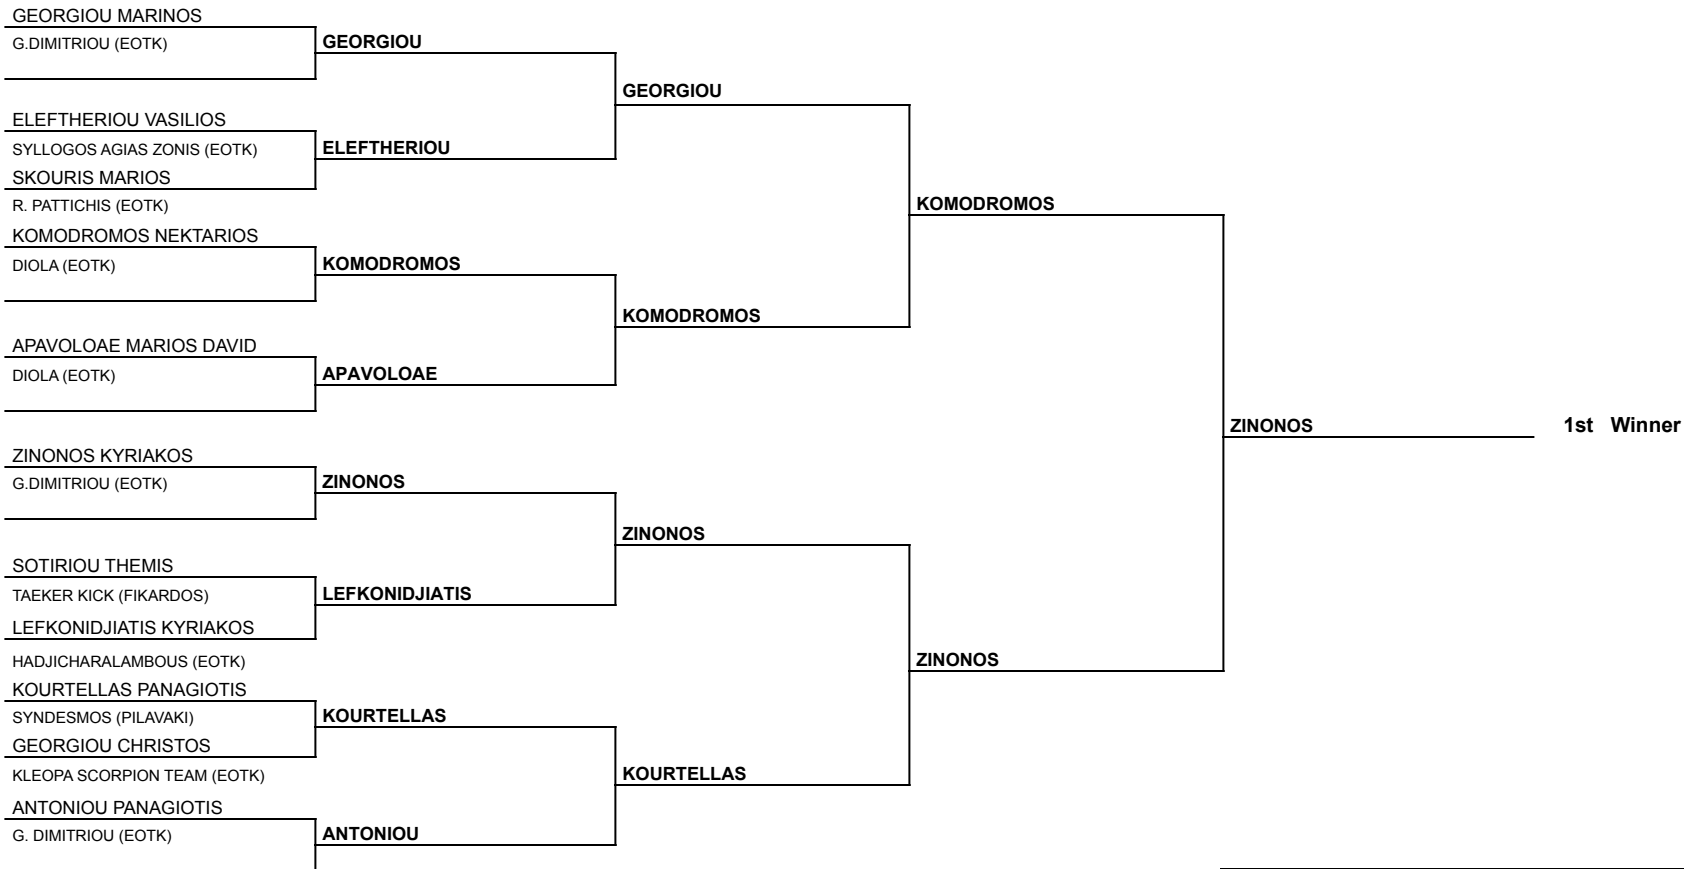 GEORGIOU MARINOS
G.DIMITRIOU (EOTK)
GEORGIOU
GEORGIOU
ELEFTHERIOU VASILIOS
SYLLOGOS AGIAS ZONIS (EOTK)
ELEFTHERIOU
SKOURIS MARIOS
R. PATTICHIS (EOTK)
KOMODROMOS
KOMODROMOS NEKTARIOS
DIOLA (EOTK)
KOMODROMOS
KOMODROMOS
APAVOLOAE MARIOS DAVID
DIOLA (EOTK)
APAVOLOAE
ZINONOS
1st Winner
ZINONOS KYRIAKOS
G.DIMITRIOU (EOTK)
ZINONOS
ZINONOS
SOTIRIOU THEMIS
TAEKER KICK (FIKARDOS)
LEFKONIDJIATIS
LEFKONIDJIATIS KYRIAKOS
HADJICHARALAMBOUS (EOTK)
ZINONOS
KOURTELLAS PANAGIOTIS
SYNDESMOS (PILAVAKI)
KOURTELLAS
GEORGIOU CHRISTOS
KLEOPA SCORPION TEAM (EOTK)
KOURTELLAS
ANTONIOU PANAGIOTIS
G. DIMITRIOU (EOTK)
ANTONIOU